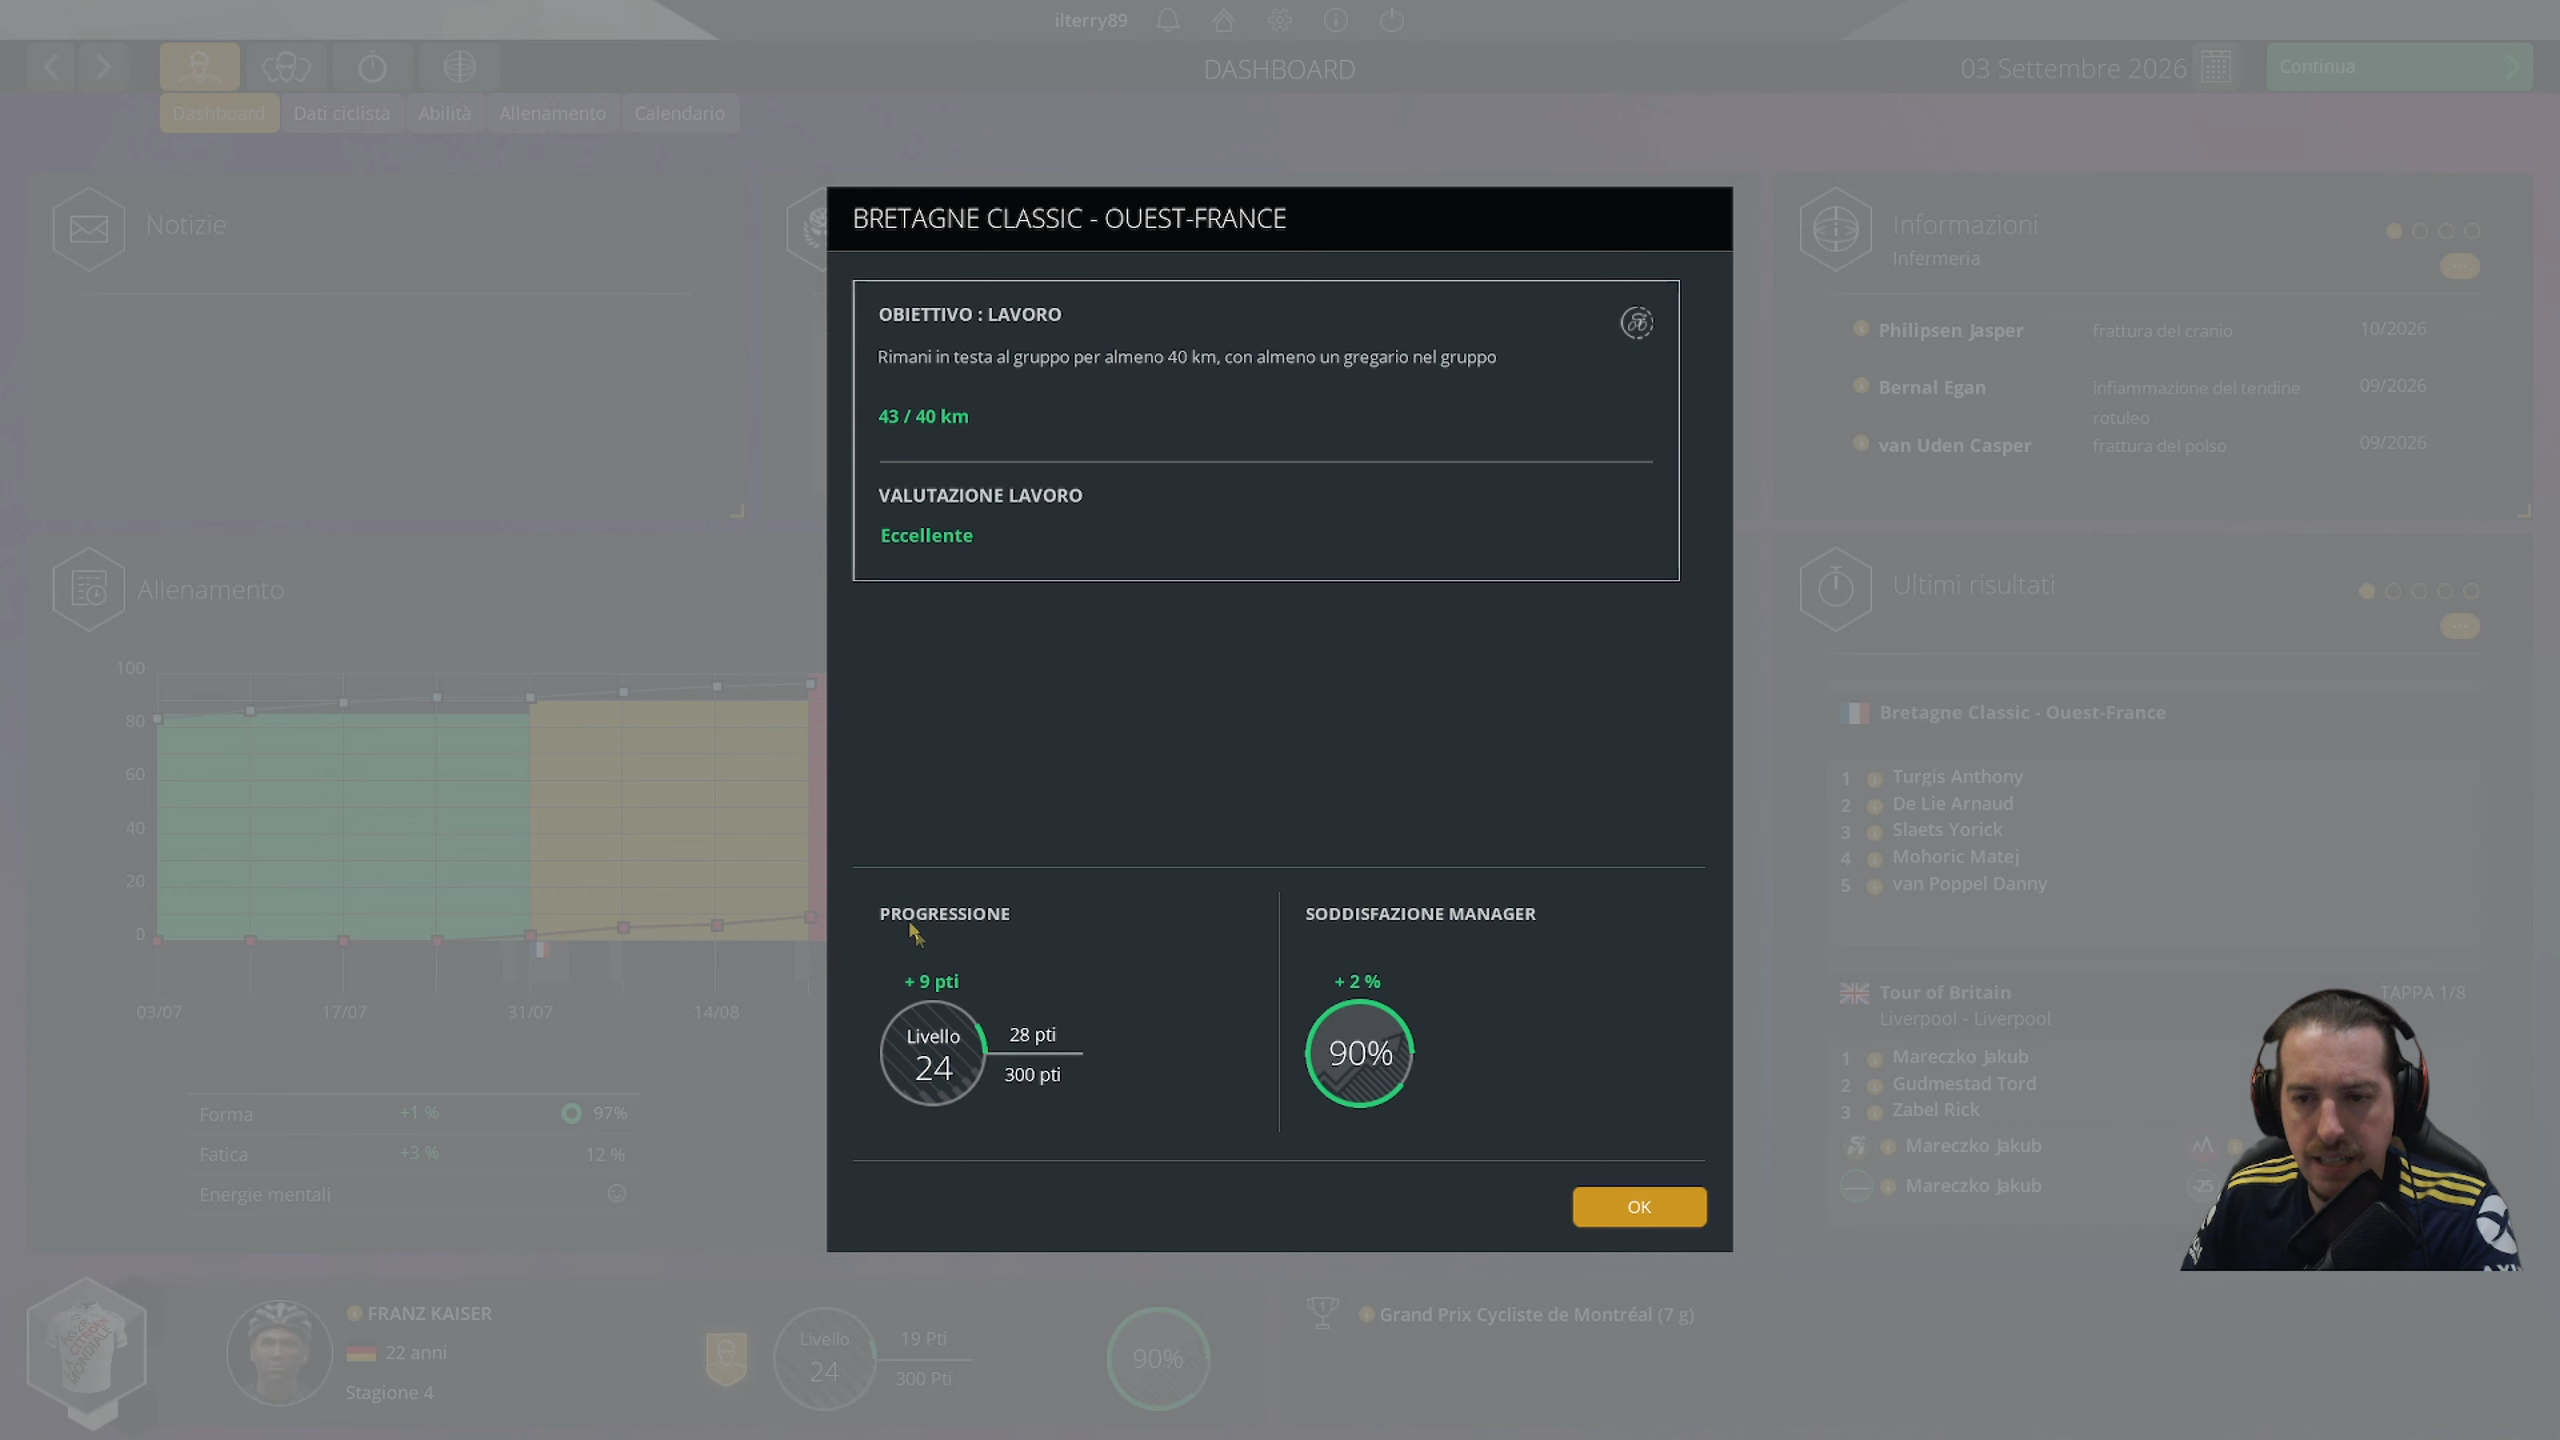 ilterry89
DASHBOARD
03 Settembre 2026
Continua
Dashboard
Dati ciclista
Abilità
Allenamento
Calendario
Notizie
BRETAGNE CLASSIC - OUEST-FRANCE
OBIETTIVO : LAVORO
Rimani in testa al gruppo per almeno 40 km, con almeno un gregario nel gruppo
43 / 40 km
VALUTAZIONE LAVORO
Eccellente
PROGRESSIONE
+ 9 pti
Livello
24
28 pti
300 pti
SODDISFAZIONE MANAGER
+ 2 %
90%
OK
Informazioni
Infermeria
Philipsen Jasper frattura del cranio 10/2026
Bernal Egan infiammazione del tendine rotuleo 09/2026
van Uden Casper frattura del polso 09/2026
Allenamento
100
80
60
40
20
0
03/07 17/07 31/07 14/08
Forma +1 % 97%
Fatica +3 % 12 %
Energie mentali
Ultimi risultati
Bretagne Classic - Ouest-France
1 Turgis Anthony
2 De Lie Arnaud
3 Slaets Yorick
4 Mohoric Matej
5 van Poppel Danny
Tour of Britain TAPPA 1/8
Liverpool - Liverpool
1 Mareczko Jakub
2 Gudmestad Tord
3 Zabel Rick
Mareczko Jakub
Mareczko Jakub -25
AG2R
CITROËN
MONDIALE
FRANZ KAISER
22 anni
Stagione 4
Livello
24
19 Pti
300 Pti
90%
Grand Prix Cycliste de Montréal (7 g)